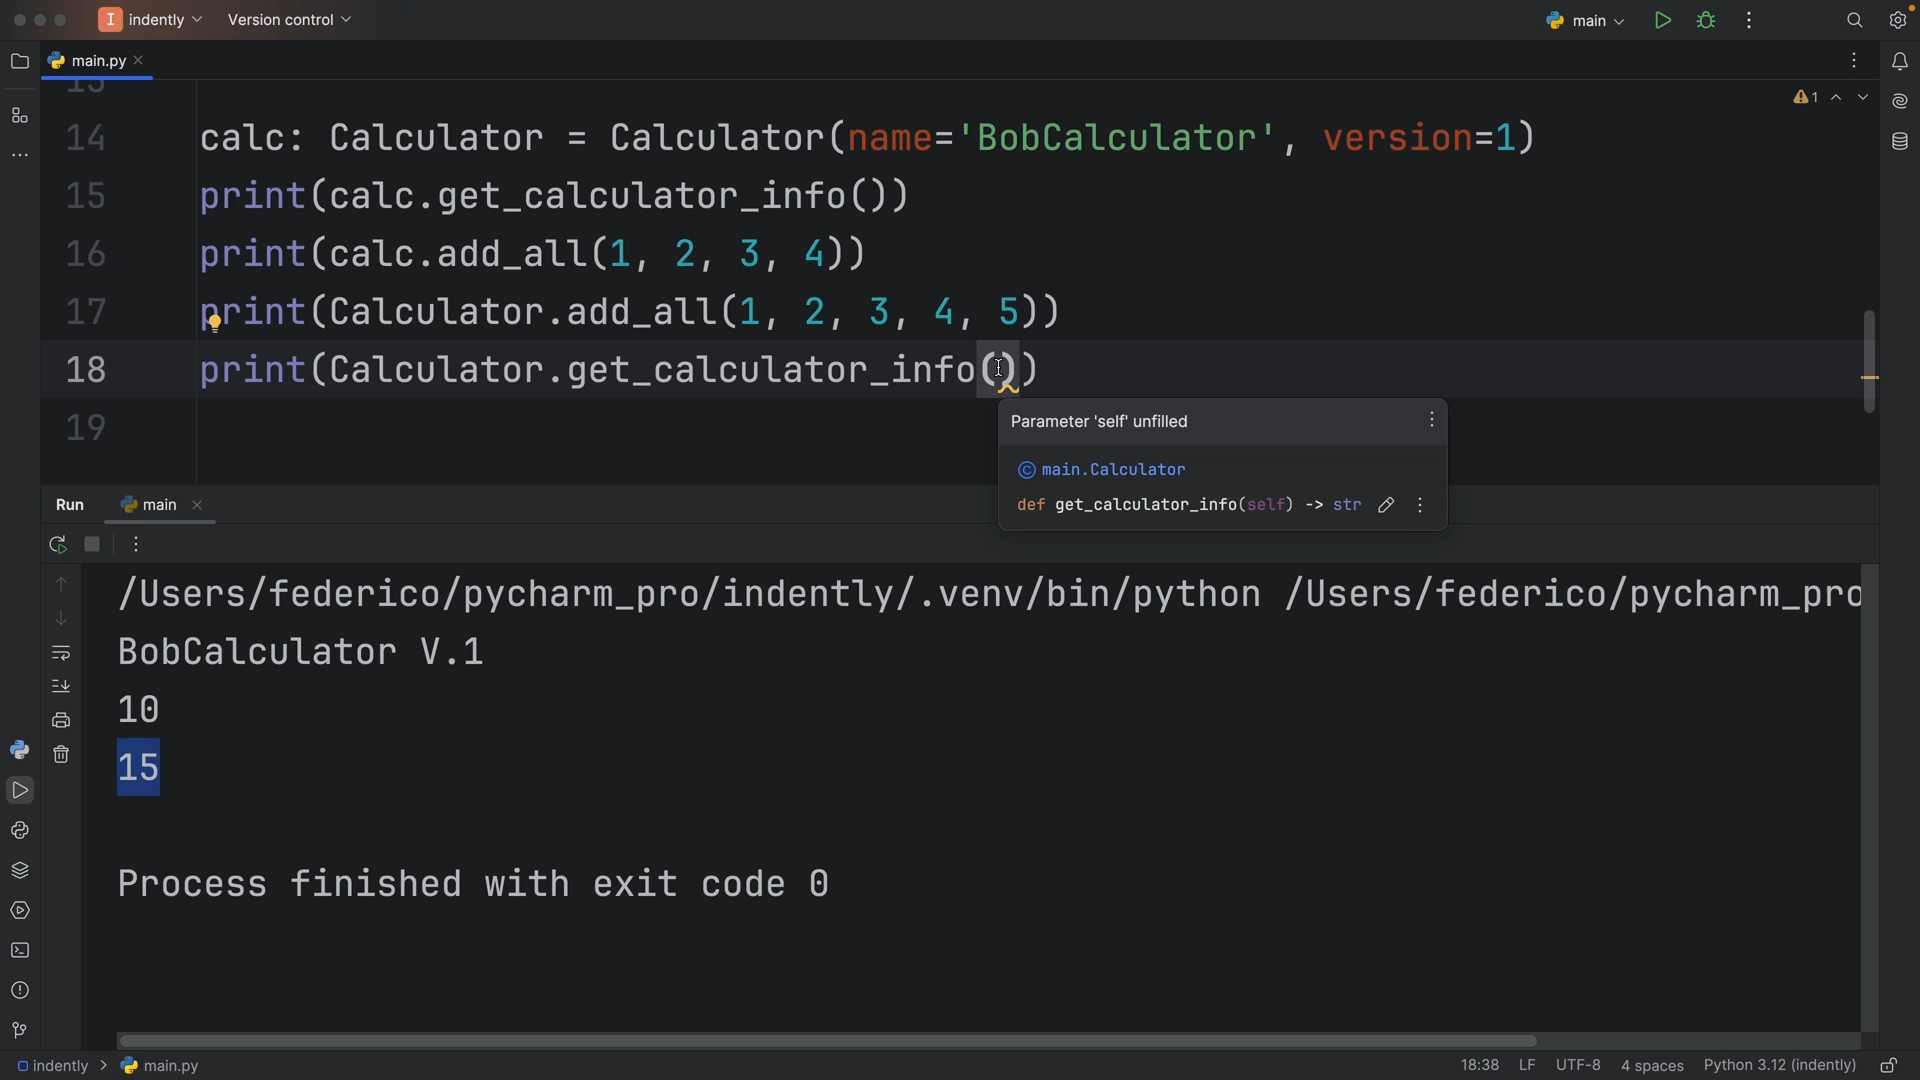 I indently Version control main
main.py
13
1
14 calc: Calculator = Calculator(name='BobCalculator', version=1)
15 print(calc.get_calculator_info())
16 print(calc.add_all(1, 2, 3, 4))
17 print(Calculator.add_all(1, 2, 3, 4, 5))
18 print(Calculator.get_calculator_info())
19
Parameter 'self' unfilled
C main.Calculator
def get_calculator_info(self) -> str
Run main
/Users/federico/pycharm_pro/indently/.venv/bin/python /Users/federico/pycharm_pro
BobCalculator V.1
10
15
Process finished with exit code 0
indently > main.py 18:38 LF UTF-8 4 spaces Python 3.12 (indently)